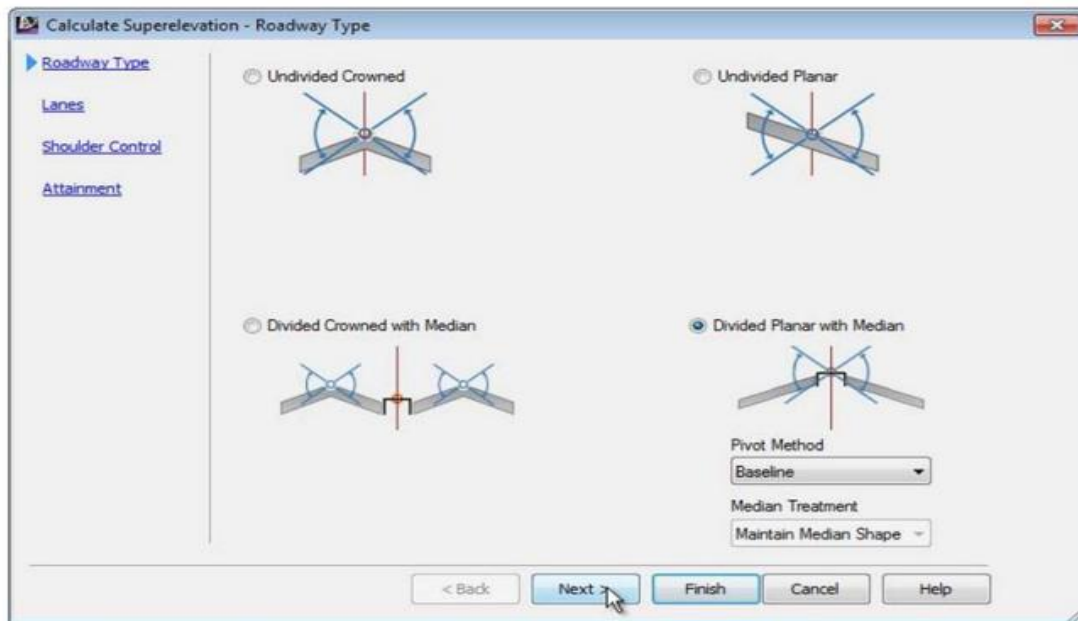 Calculate Superelevation - Roadway Type
Roadway Type
Lanes
Shoulder Control
Attainment
Undivided Crowned
Undivided Planar
Divided Crowned with Median
Divided Planar with Median
Pivot Method
Baseline
Median Treatment
Maintain Median Shape
< Back
Next >
Finish
Cancel
Help